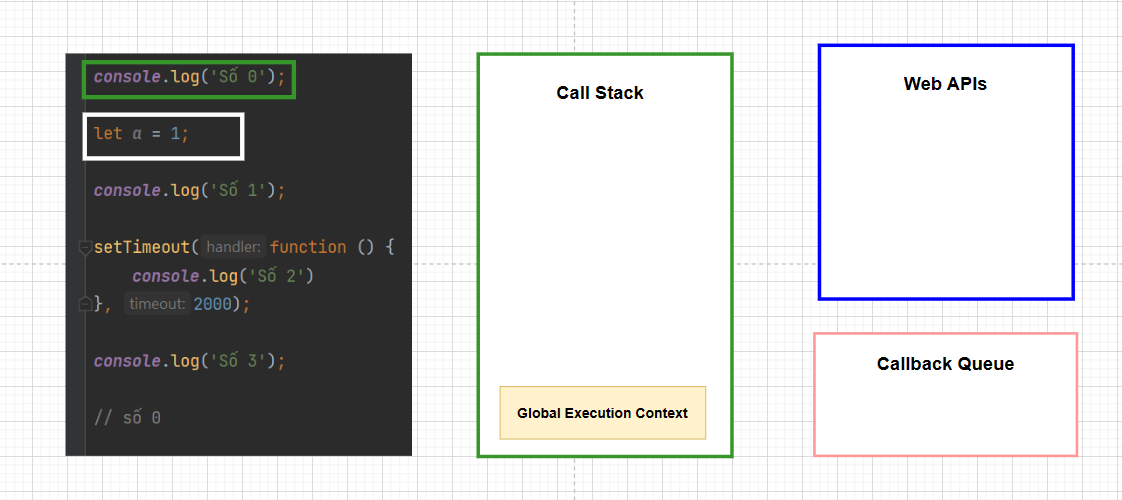 console.log('Số 0');
let a = 1;
console.log('Số 1');
setTimeout( handler: function () {
console.log('Số 2')
}, timeout: 2000);
console.log('Số 3');
// số 0
Call Stack
Global Execution Context
Web APIs
Callback Queue